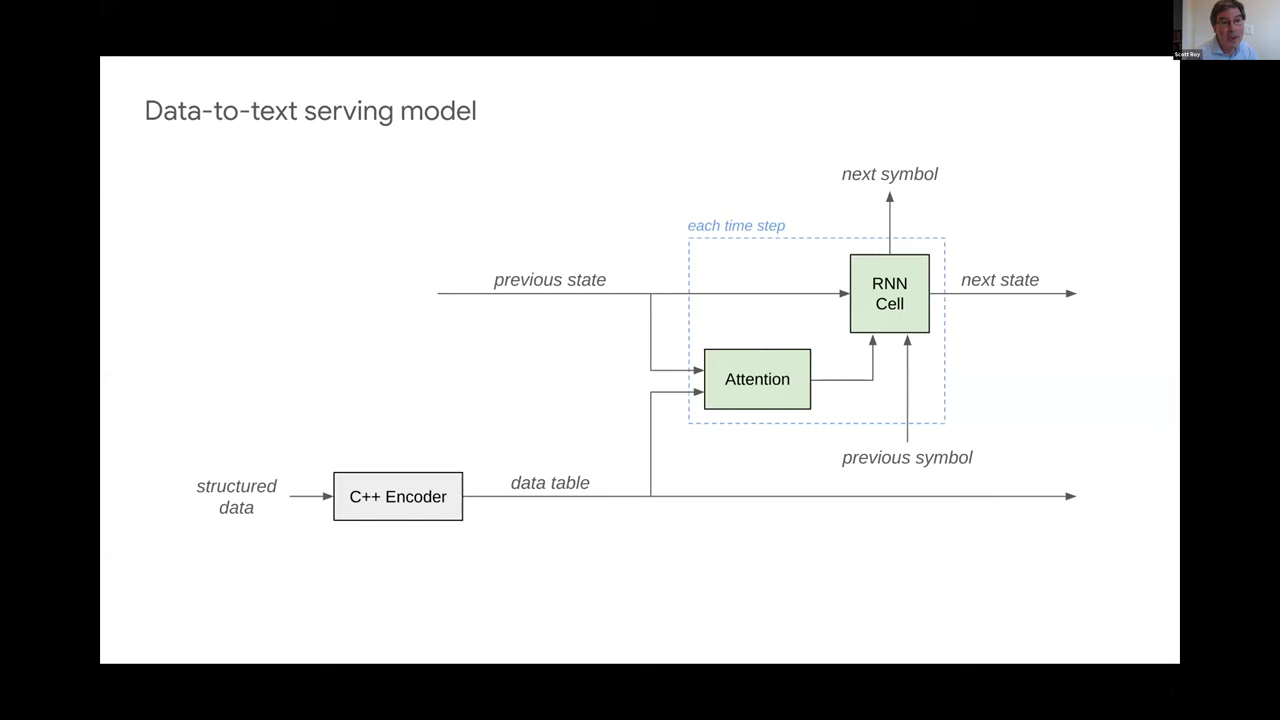 Scott Roy
Data-to-text serving model
next symbol
each time step
previous state
RNN
Cell
next state
Attention
previous symbol
structured
data
C++ Encoder
data table